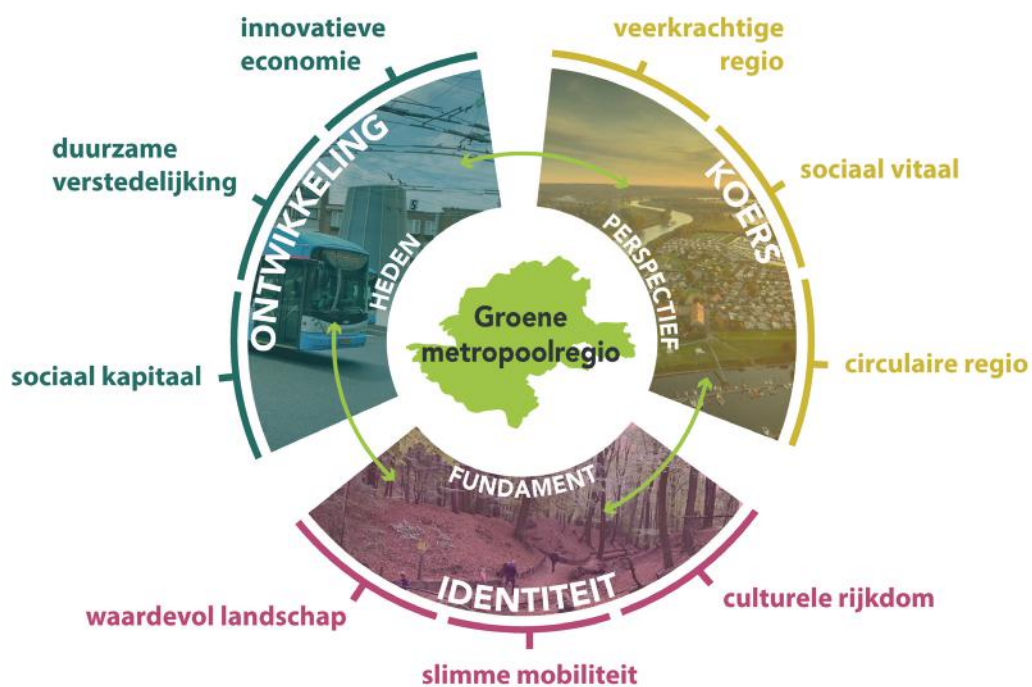 innovatieve
economie
duurzame
verstedelijking
sociaal kapitaal
ONTWIKKELING
HEDEN
veerkrachtige
regio
sociaal vitaal
circulaire regio
KOERS
PERSPECTIEF
Groene
metropoolregio
FUNDAMENT
IDENTITEIT
waardevol landschap
slimme mobiliteit
culturele rijkdom